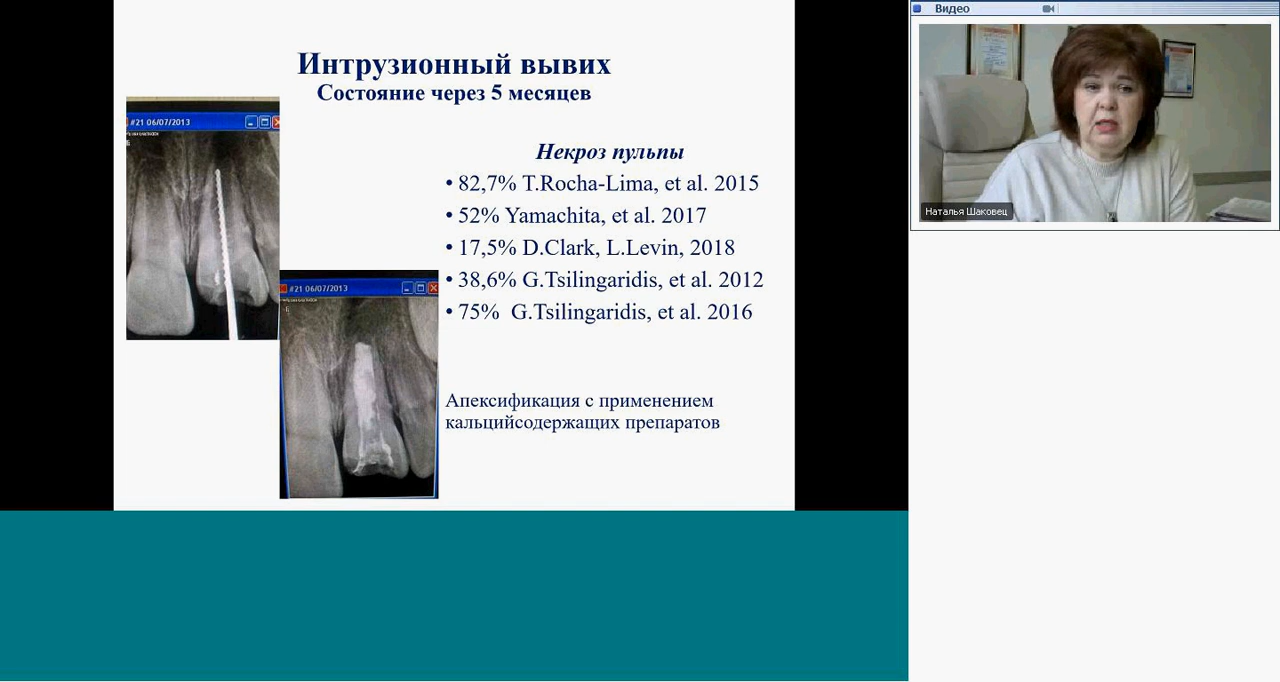 Интрузионный вывих
Состояние через 5 месяцев
#21 06/07/2013
Некроз пульпы
• 82,7% T.Rocha-Lima, et al. 2015
• 52% Yamachita, et al. 2017
• 17,5% D.Clark, L.Levin, 2018
• 38,6% G.Tsilingaridis, et al. 2012
• 75% G.Tsilingaridis, et al. 2016
#21 06/07/2013
Апексификация с применением
кальцийсодержащих препаратов
Видео
Наталья Шаковец